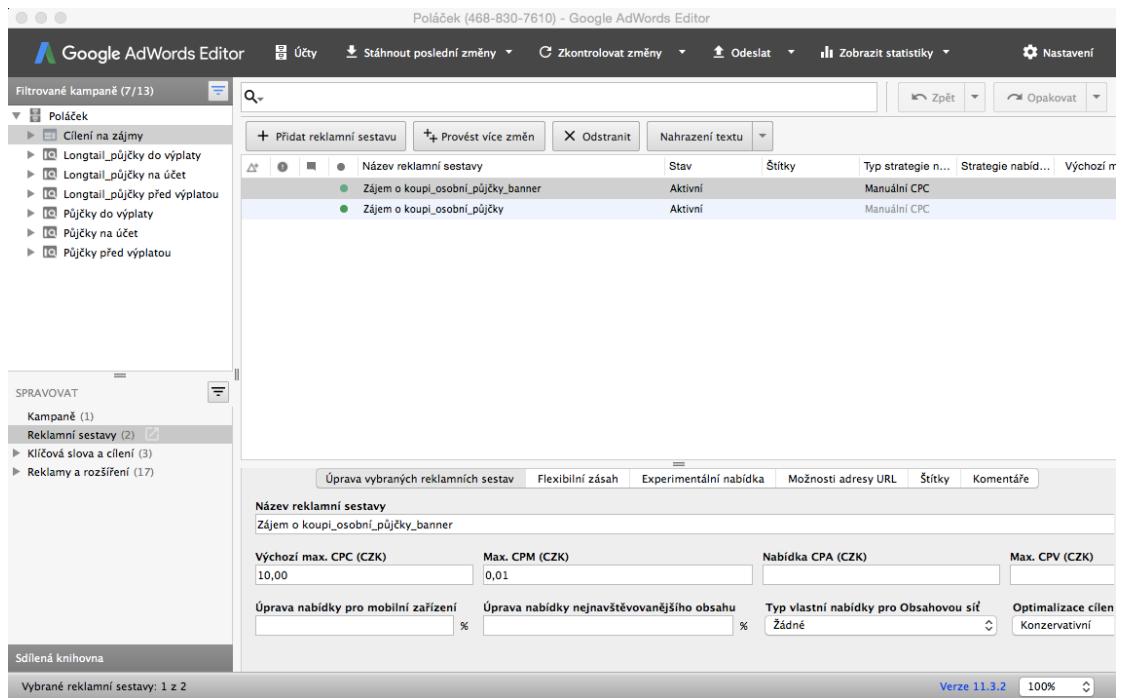 Poláček (468-830-7610) - Google AdWords Editor
Google AdWords Editor Účty Stáhnout poslední změny Zkontrolovat změny Odeslat Zobrazit statistiky Nastavení
Filtrované kampaně (7/13)
Zpět Opakovat
Poláček
Cílení na zájmy
Longtail_půjčky do výplaty
Longtail_půjčky na účet
Longtail_půjčky před výplatou
Půjčky do výplaty
Půjčky na účet
Půjčky před výplatou
Přidat reklamní sestavu Provést více změn Odstranit Nahrazení textu
Název reklamní sestavy Stav Štítky Typ strategie n... Strategie nabíd... Výchozí m
Zájem o koupi_osobní_půjčky_banner Aktivní Manuální CPC
Zájem o koupi_osobní_půjčky Aktivní Manuální CPC
SPRAVOVAT
Kampaně (1)
Reklamní sestavy (2)
Klíčová slova a cílení (3)
Reklamy a rozšíření (17)
Úprava vybraných reklamních sestav Flexibilní zásah Experimentální nabídka Možnosti adresy URL Štítky Komentáře
Název reklamní sestavy
Zájem o koupi_osobní_půjčky_banner
Výchozí max. CPC (CZK) Max. CPM (CZK) Nabídka CPA (CZK) Max. CPV (CZK)
10,00 0,01
Úprava nabídky pro mobilní zařízení Úprava nabídky nejnavštěvovanějšího obsahu Typ vlastní nabídky pro Obsahovou síť Optimalizace cílen
% % Žádné Konzervativní
Sdílená knihovna
Vybrané reklamní sestavy: 1 z 2 Verze 11.3.2 100%